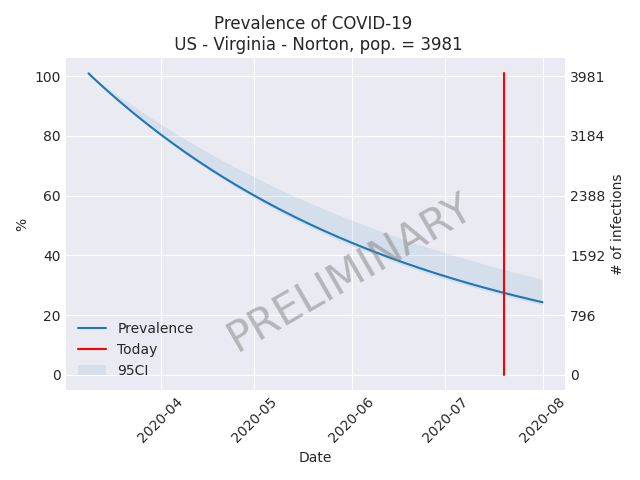 Prevalence of COVID-19
US - Virginia - Norton, pop. = 3981
100
80
60
40
20
0
%
3981
3184
2388
1592
796
0
# of infections
PRELIMINARY
Prevalence
Today
95CI
2020-04
2020-05
2020-06
2020-07
2020-08
Date